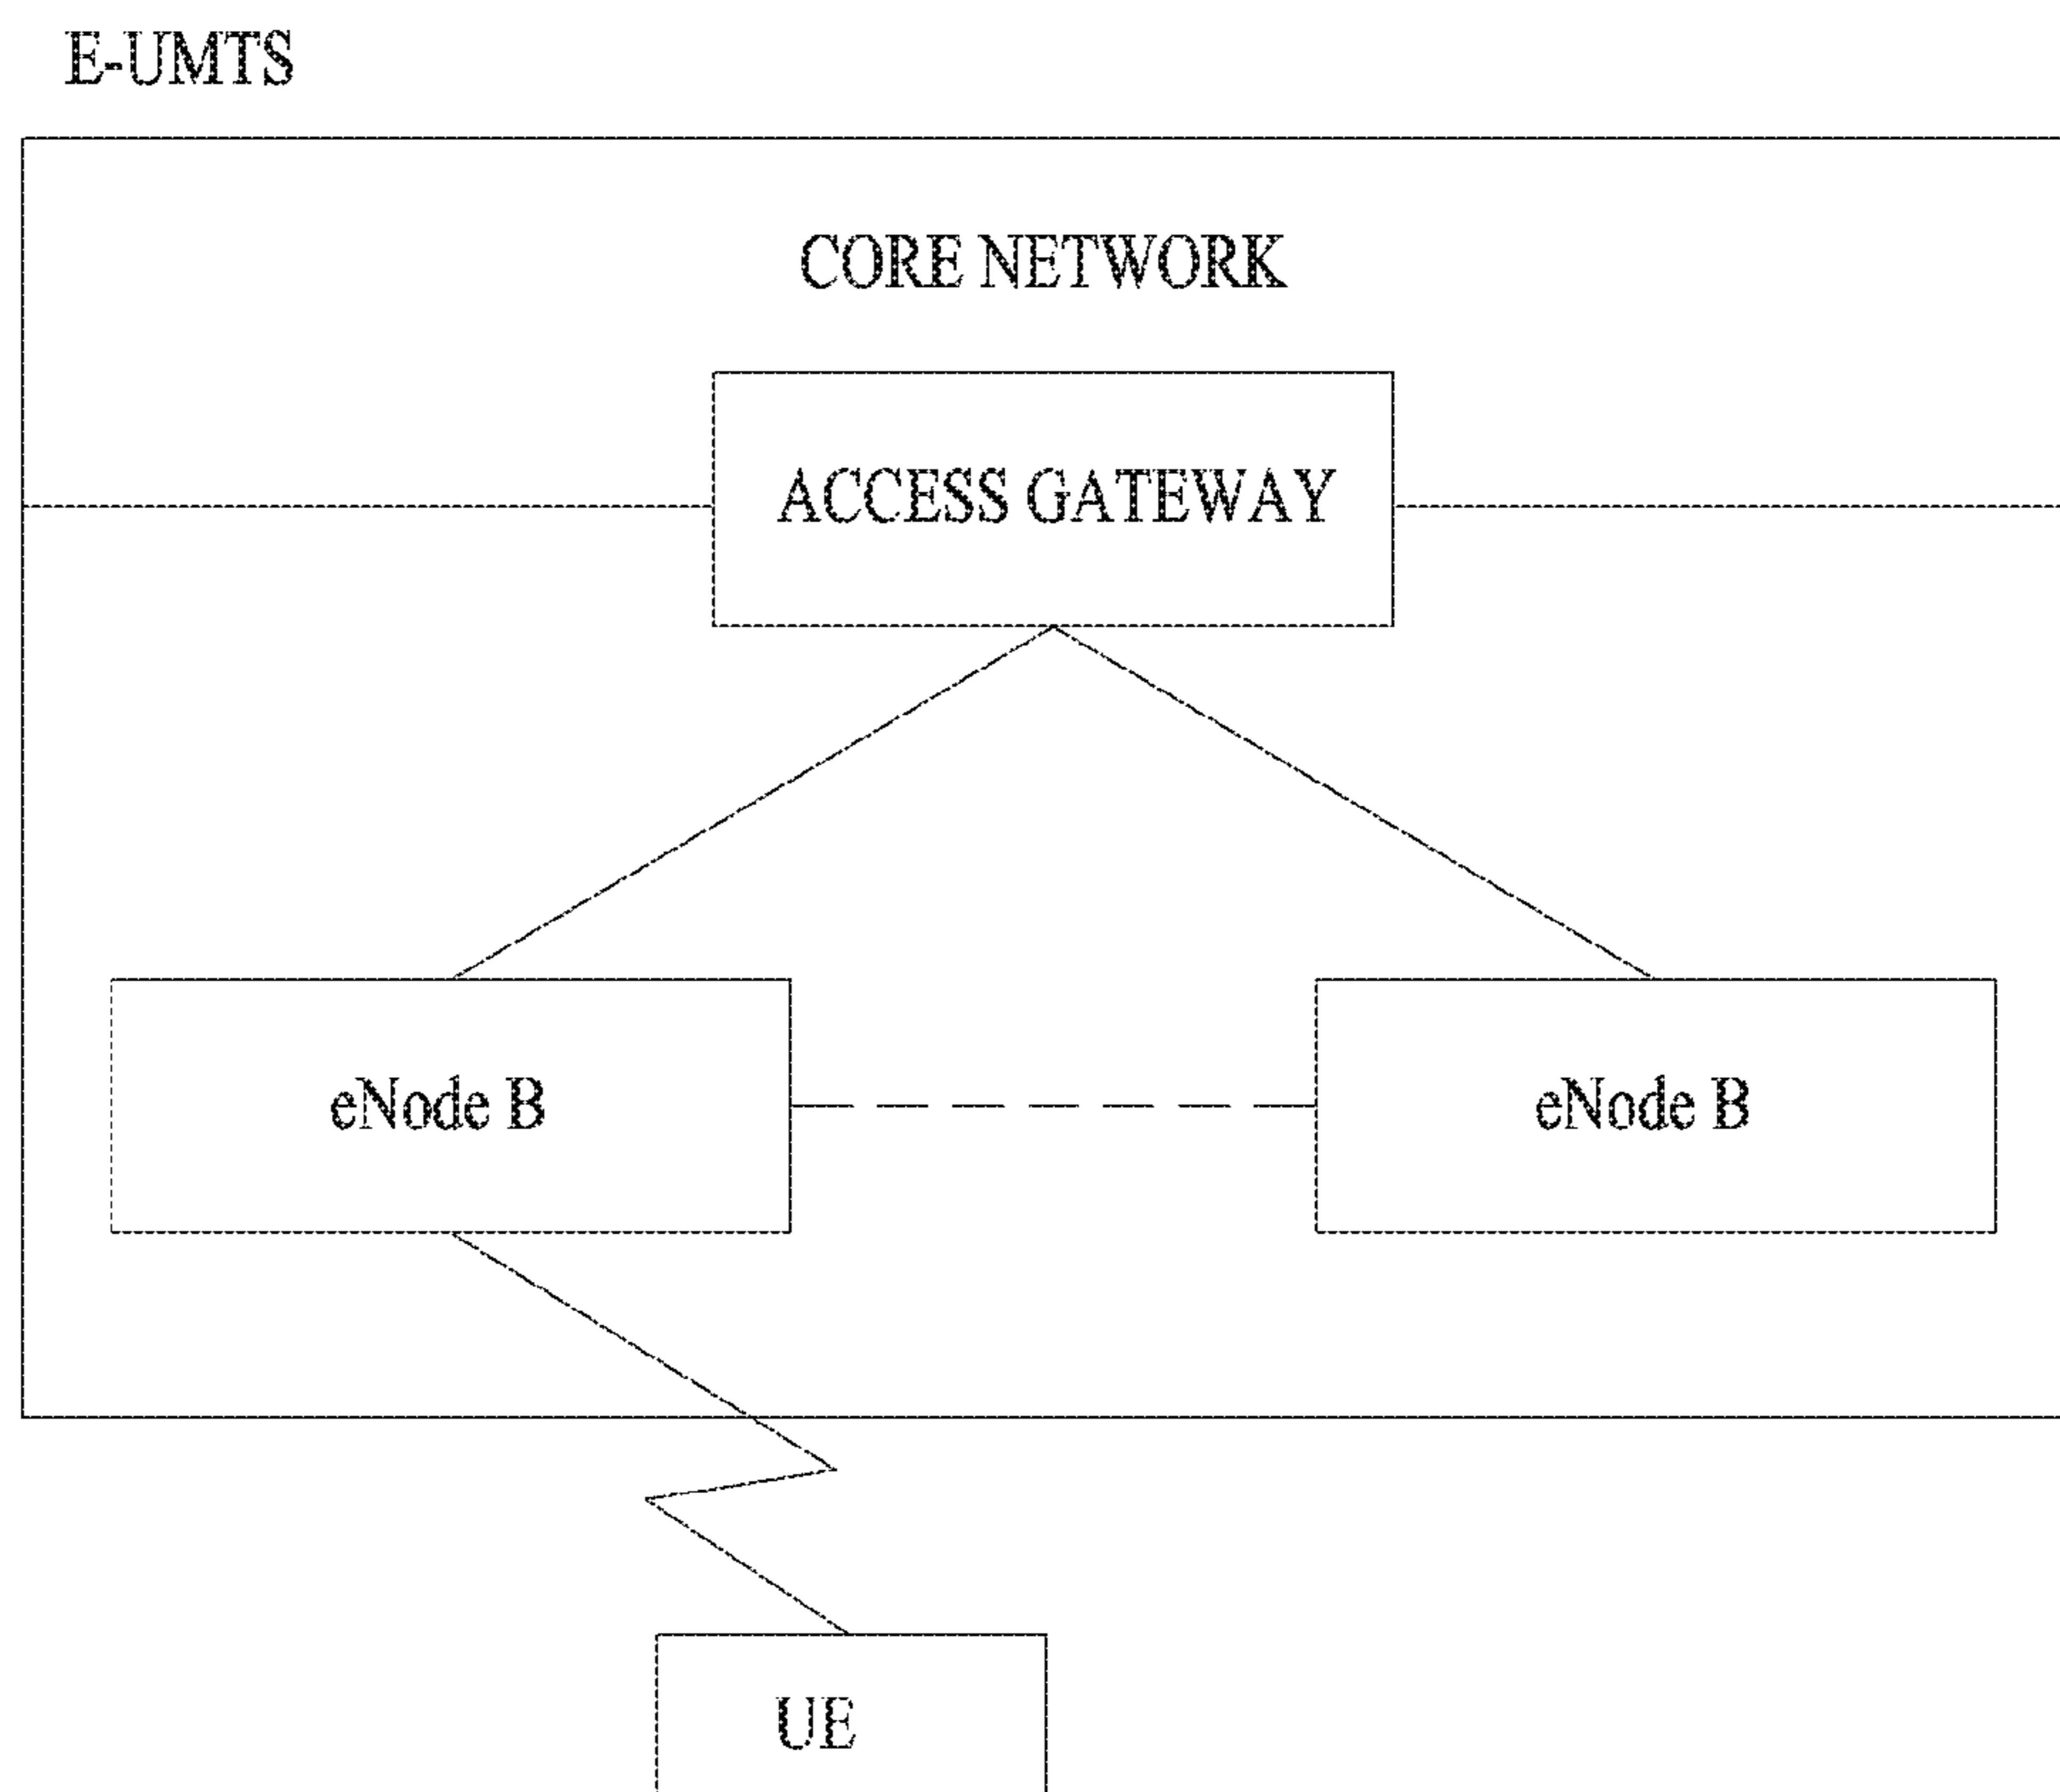 E-UMTS
CORE NETWORK
ACCESS GATEWAY
eNode B
eNode B
UE